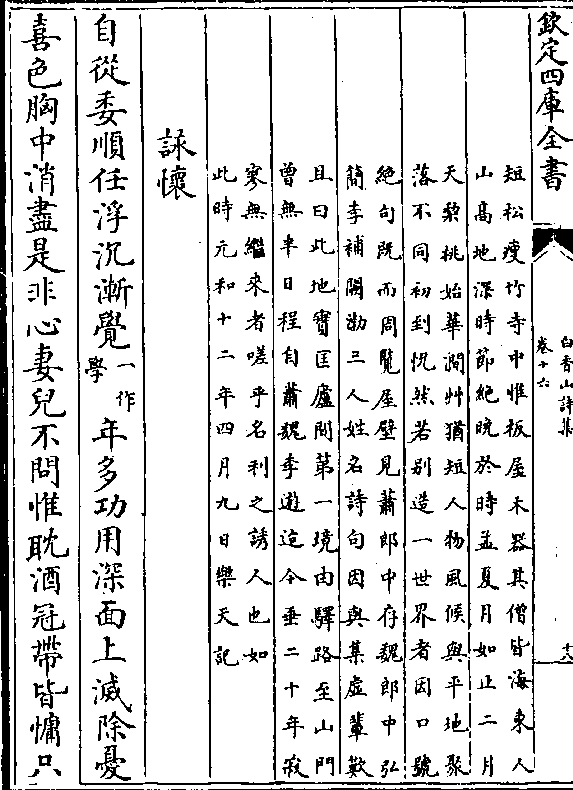 欽定四庫全書
白香山詩集
卷十六
短松瘦竹寺中惟板屋木器其僧皆海東人
山髙地深時節絶晩於時孟夏月如正二月
天棃桃始華澗艸猶短人物風候與平地聚
落不同初到恍然若别造一世界者因口號
絶句既而周覽屋壁見蕭郎中存魏郎中弘
簡李補闕渤三人姓名詩句因與某虛輩歎
且曰此地實匡廬間第一境由驛路至山門
曾無半日程自蕭魏李遊迨今垂二十年寂
寥無繼來者嗟乎名利之誘人也如
此時元和十二年四月九日樂天記
詠懷
自從委順任浮沉漸覺一作學年多功用深面上滅除憂
喜色胸中消盡是非心妻兒不問惟耽酒冠帶皆慵只